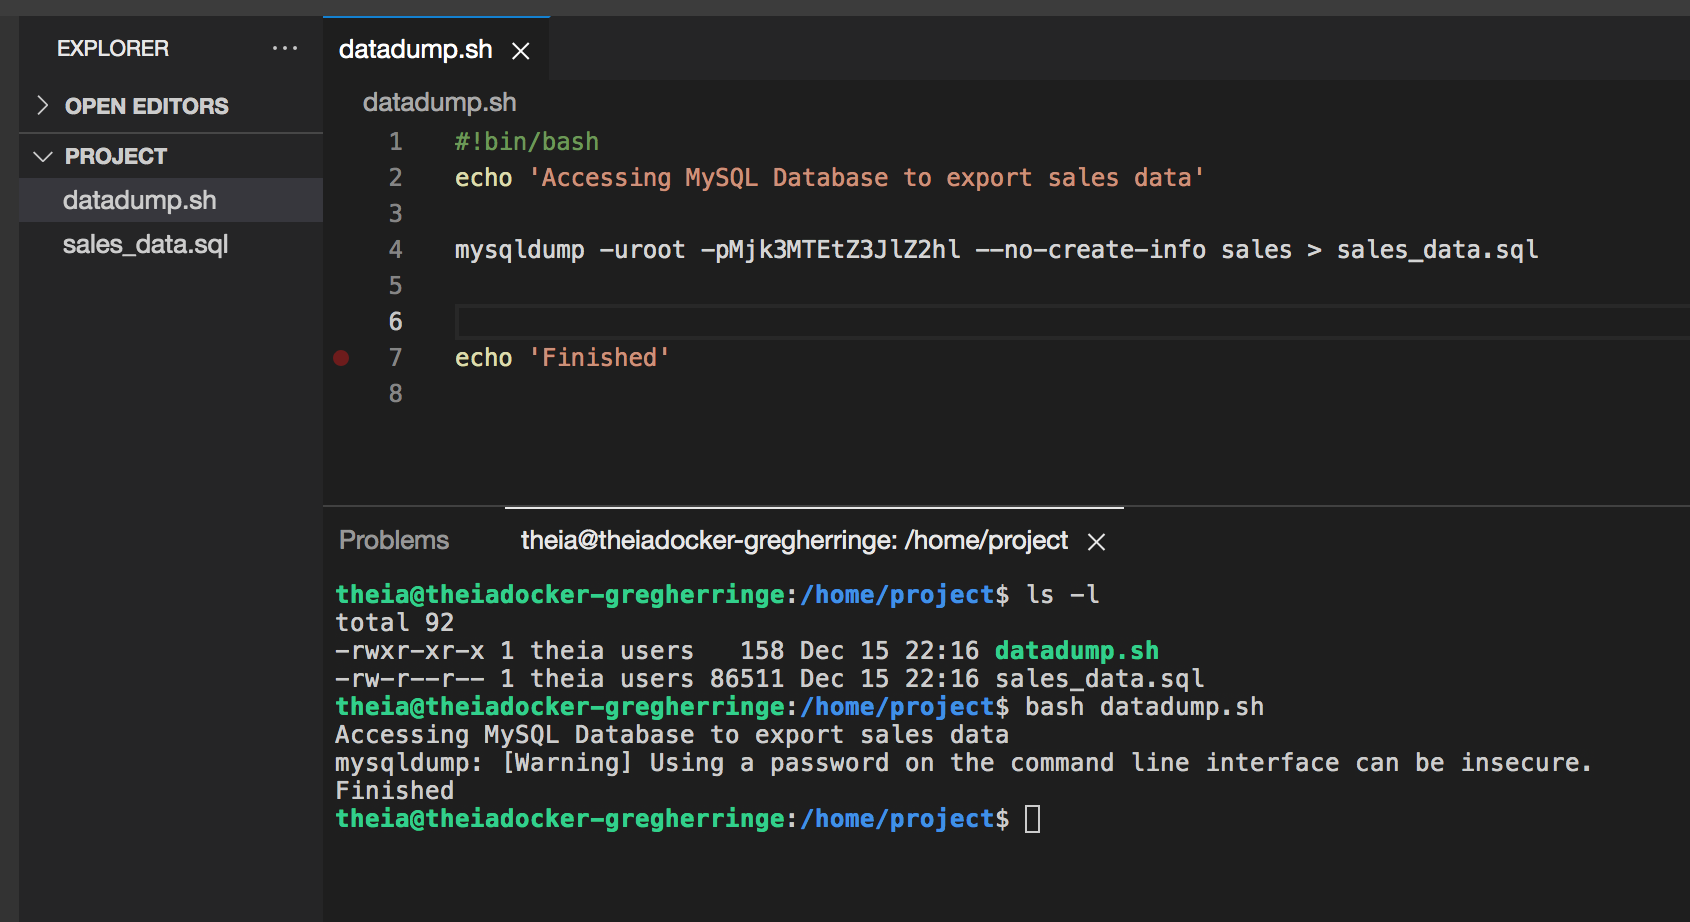 EXPLORER ···
OPEN EDITORS
PROJECT
datadump.sh
sales_data.sql
datadump.sh
datadump.sh
1 #!bin/bash
2 echo 'Accessing MySQL Database to export sales data'
3
4 mysqldump -uroot -pMjk3MTEtZ3JlZ2hl --no-create-info sales > sales_data.sql
5
6
7 echo 'Finished'
8
Problems theia@theiadocker-gregherringe: /home/project
theia@theiadocker-gregherringe:/home/project$ ls -l
total 92
-rwxr-xr-x 1 theia users   158 Dec 15 22:16 datadump.sh
-rw-r--r-- 1 theia users 86511 Dec 15 22:16 sales_data.sql
theia@theiadocker-gregherringe:/home/project$ bash datadump.sh
Accessing MySQL Database to export sales data
mysqldump: [Warning] Using a password on the command line interface can be insecure.
Finished
theia@theiadocker-gregherringe:/home/project$